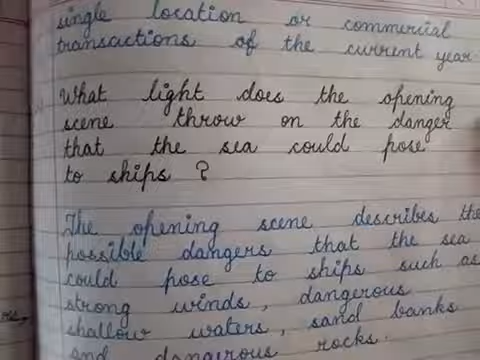 single location or commercial
transactions of the current year.
What light does the opening
scene throw on the danger
that the sea could pose
to ships ?
The opening scene describes the
possible dangers that the sea
could pose to ships such as
strong winds, dangerous
shallow waters, sand banks
and dangerous rocks.